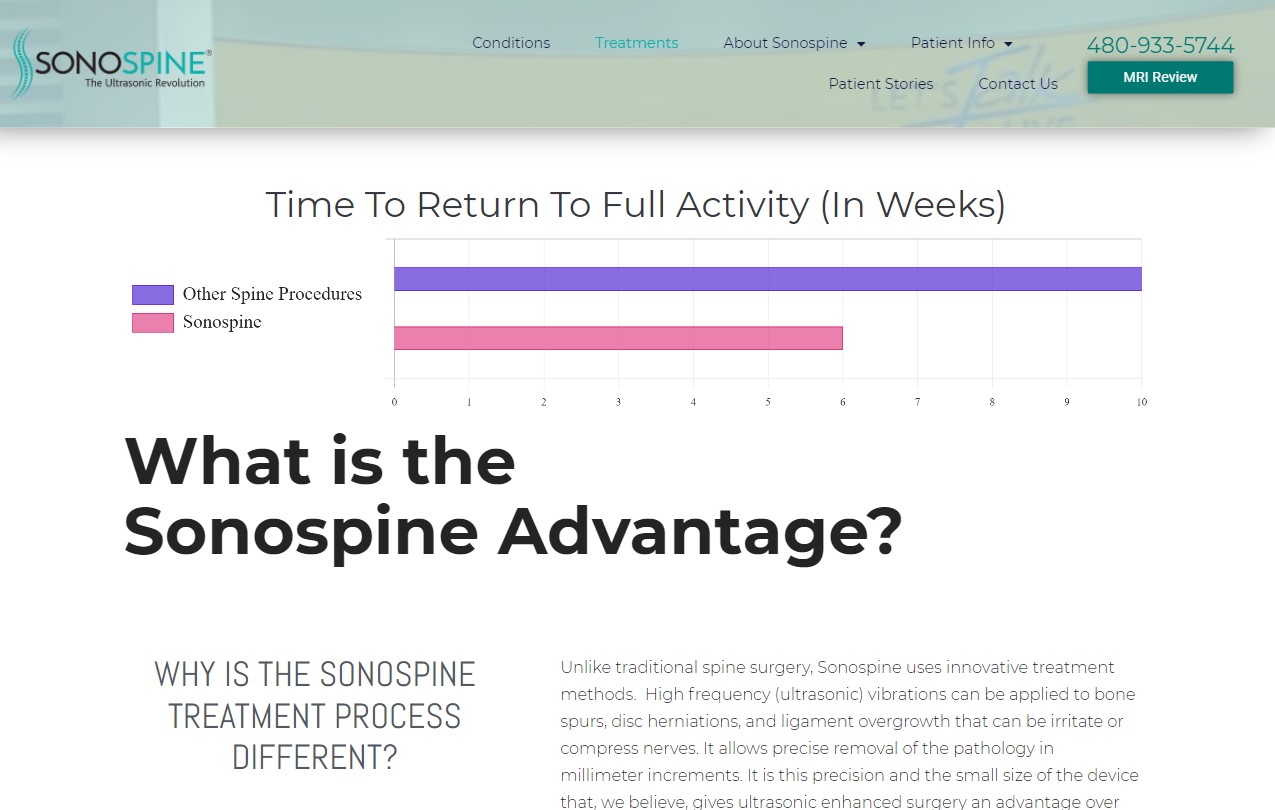 SONOSPINE®
The Ultrasonic Revolution
Conditions
Treatments
About Sonospine
Patient Info
480-933-5744
Patient Stories
Contact Us
MRI Review
LET'S Talk
LIVE
Time To Return To Full Activity (In Weeks)
Other Spine Procedures
Sonospine
0 1 2 3 4 5 6 7 8 9 10
What is the
Sonospine Advantage?
WHY IS THE SONOSPINE
TREATMENT PROCESS
DIFFERENT?
Unlike traditional spine surgery, Sonospine uses innovative treatment
methods.  High frequency (ultrasonic) vibrations can be applied to bone
spurs, disc herniations, and ligament overgrowth that can be irritate or
compress nerves. It allows precise removal of the pathology in
millimeter increments. It is this precision and the small size of the device
that, we believe, gives ultrasonic enhanced surgery an advantage over